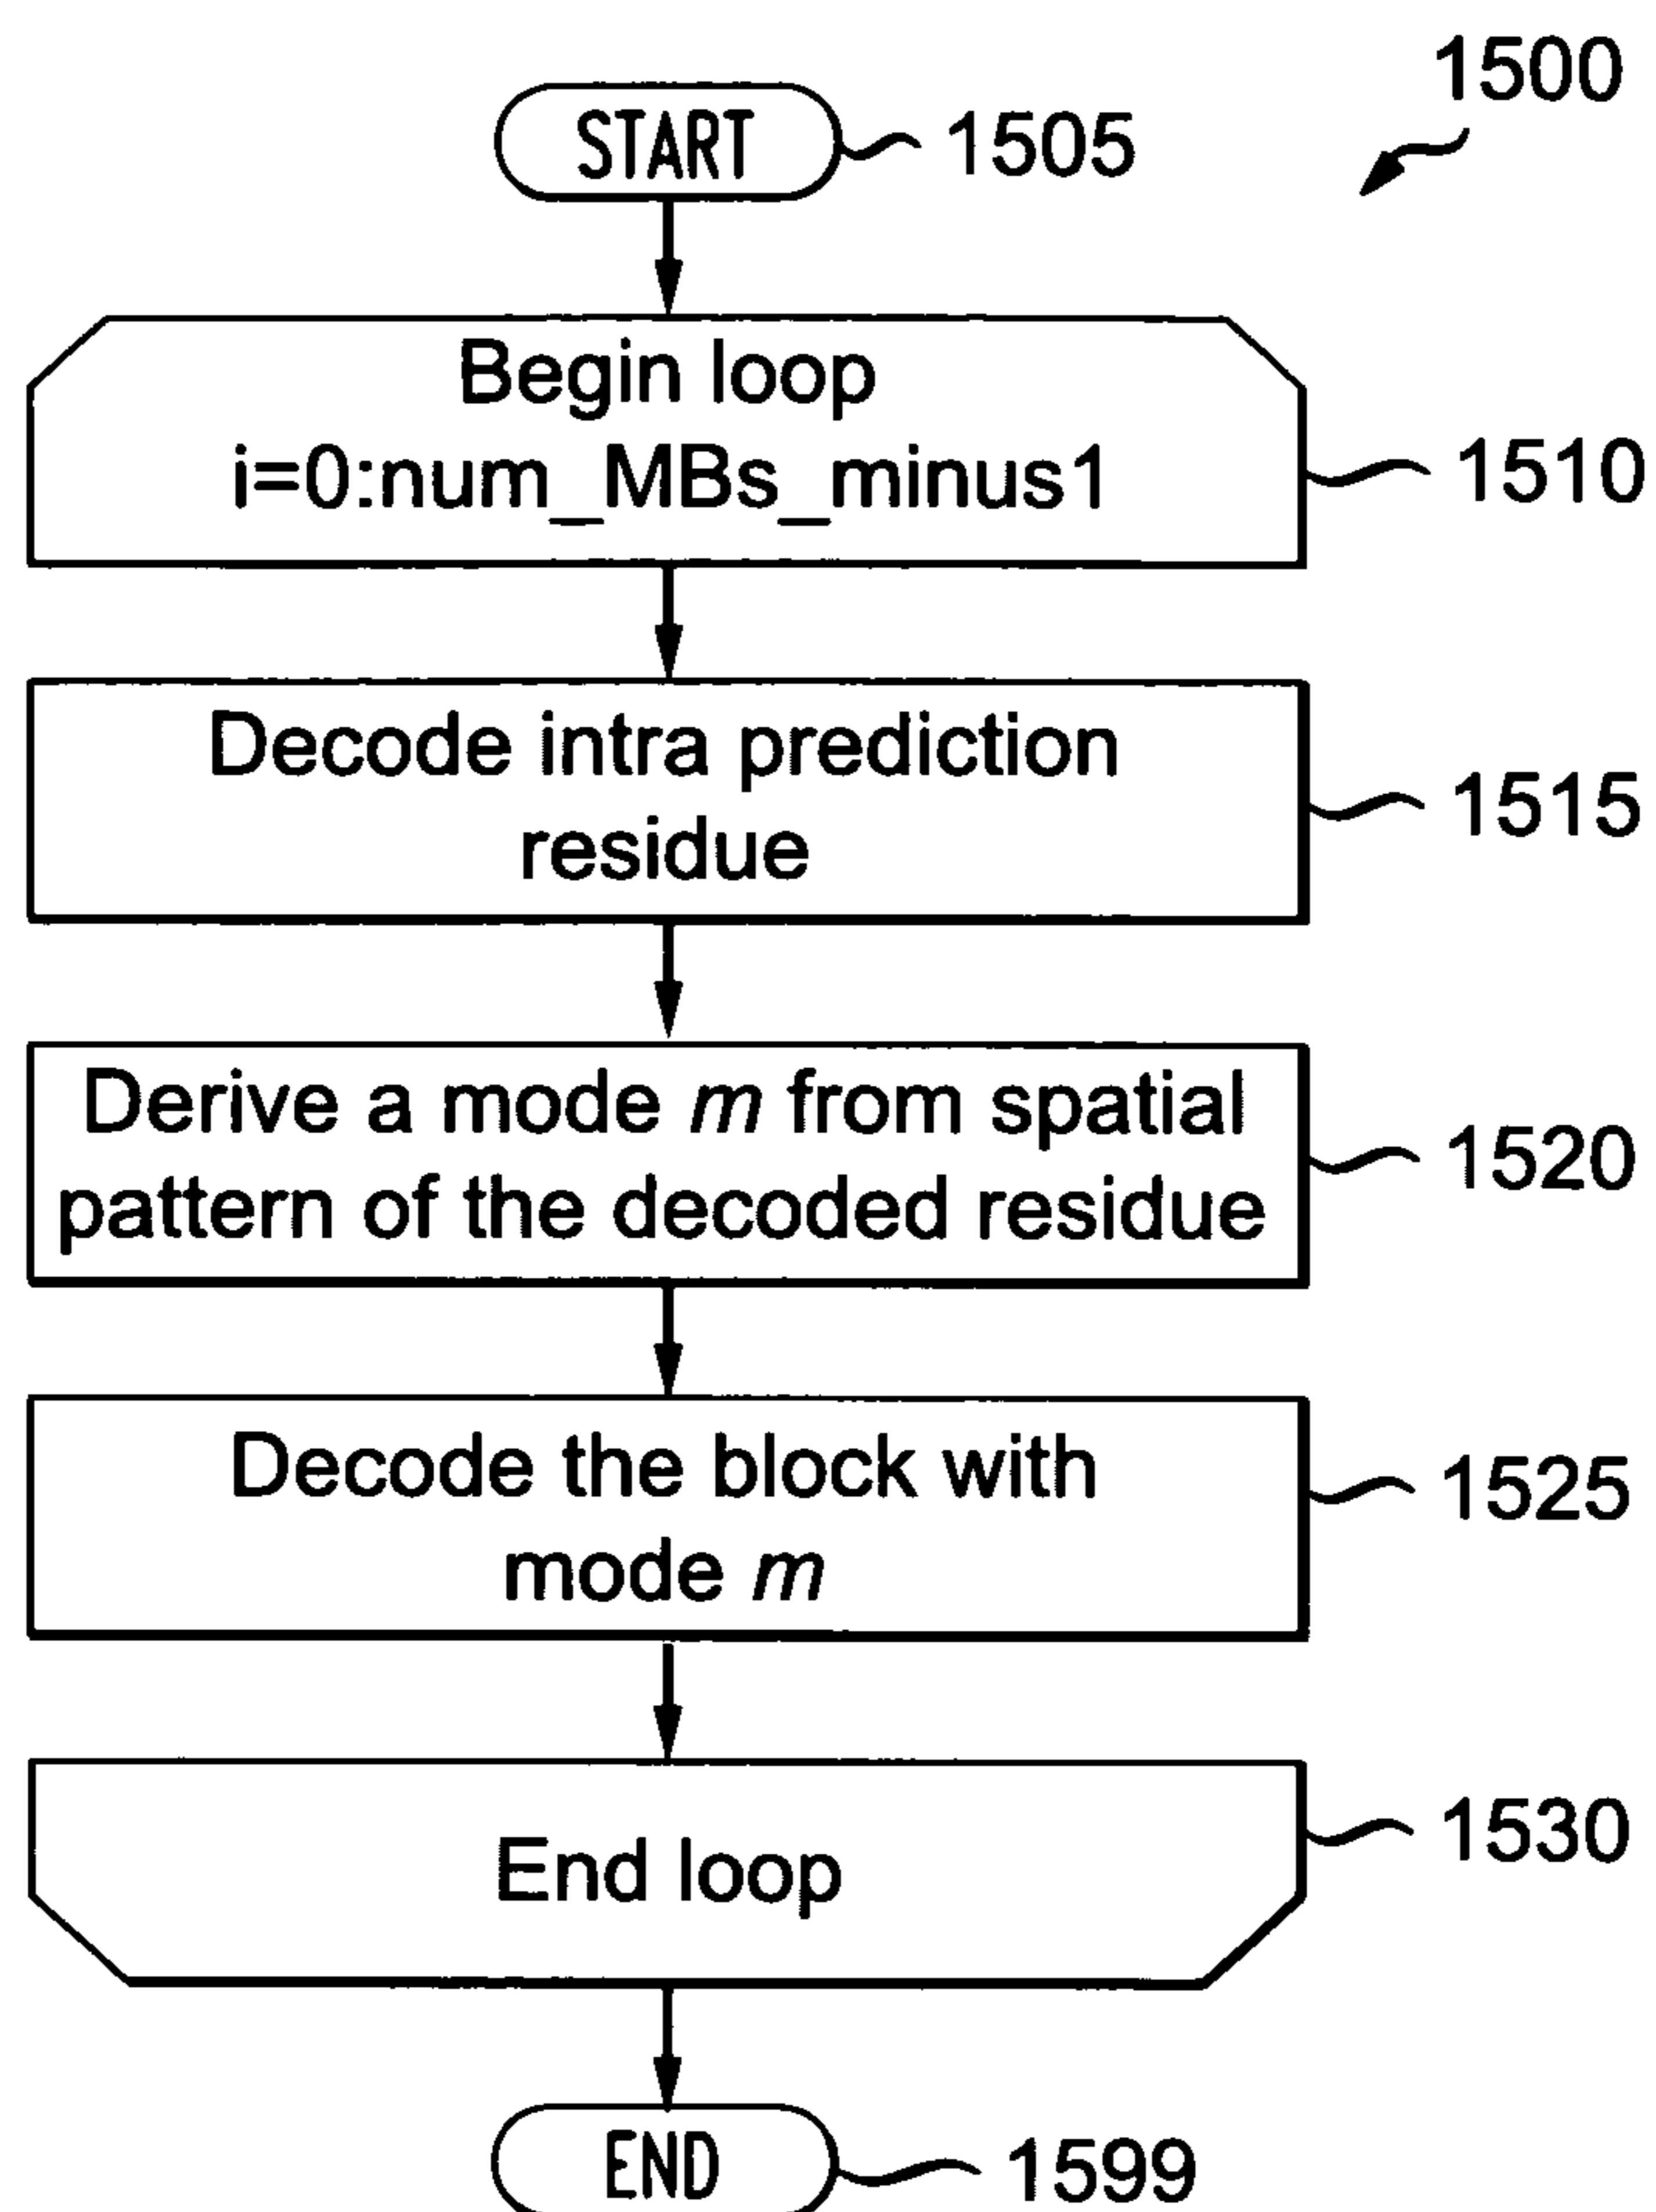 1500
START
1505
Begin loop
i=0:num_MBs_minus1
1510
Decode intra prediction
residue
1515
Derive a mode m from spatial
pattern of the decoded residue
1520
Decode the block with
mode m
1525
End loop
1530
END
1599